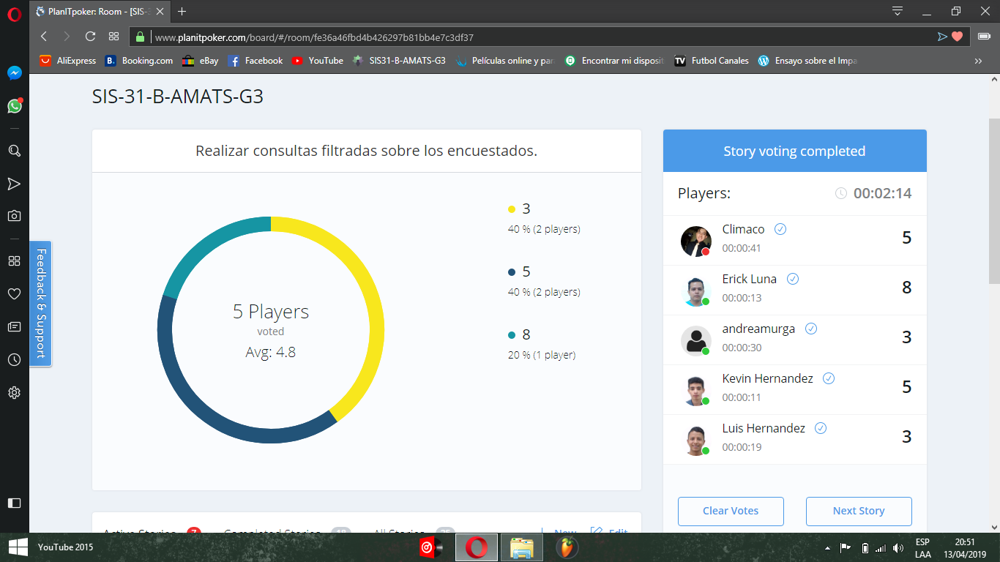 PlanITpoker: Room - [SIS-3
www.planitpoker.com/board/#/room/fe36a46fbd4b426297b81bb4e7c3df37
AliExpress
B. Booking.com
eBay
Facebook
YouTube
SIS31-B-AMATS-G3
Películas online y par
Encontrar mi disposit
TV Futbol Canales
Ensayo sobre el Impa
SIS-31-B-AMATS-G3
Realizar consultas filtradas sobre los encuestados.
3
40 % (2 players)
5
40 % (2 players)
8
20 % (1 player)
5 Players
voted
Avg: 4.8
Story voting completed
Players: 00:02:14
Climaco 5
00:00:41
Erick Luna 8
00:00:13
andreamurga 3
00:00:30
Kevin Hernandez 5
00:00:11
Luis Hernandez 3
00:00:19
Clear Votes Next Story
Feedback & Support
Active Stories 7 Completed Stories 18 All Stories 25 New Edit
YouTube 2015
ESP 20:51
LAA 13/04/2019